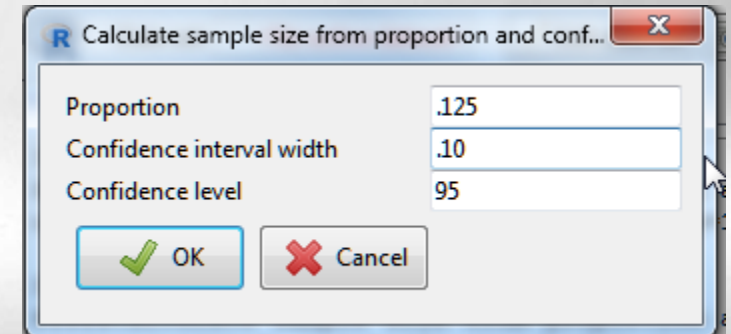 R Calculate sample size from proportion and conf...
Proportion .125
Confidence interval width .10
Confidence level 95
OK Cancel